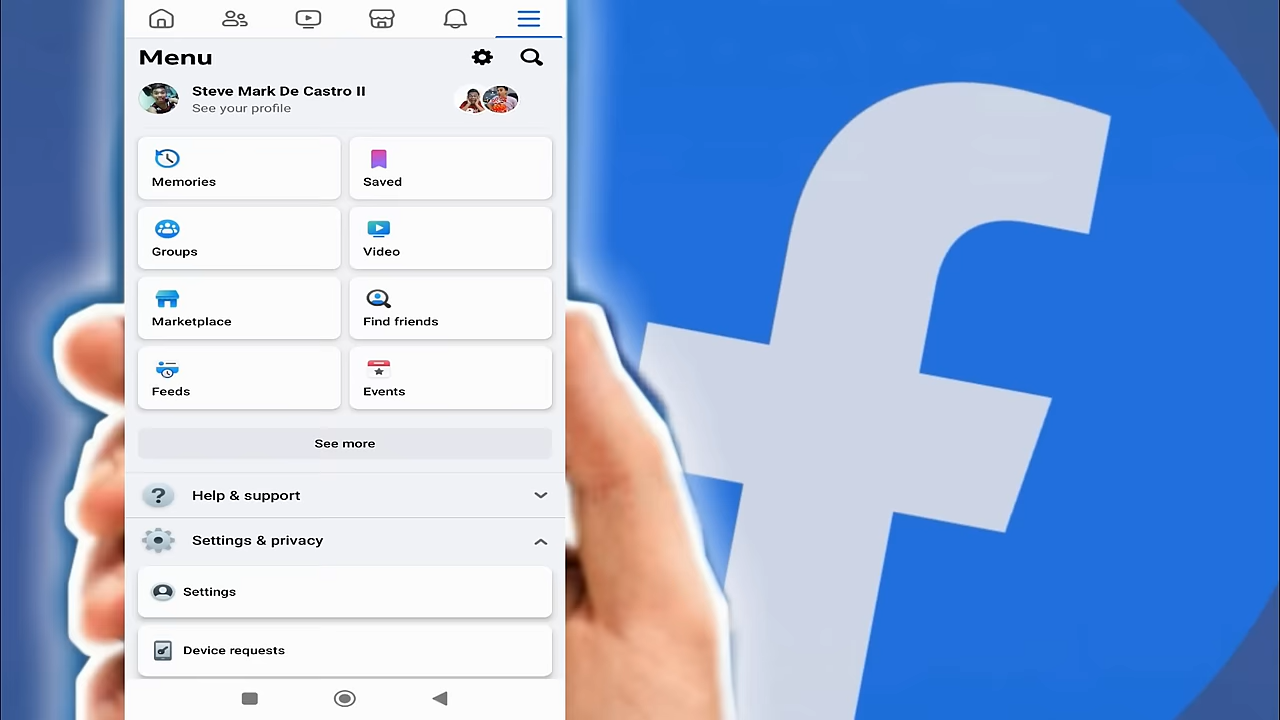 Menu
Steve Mark De Castro II
See your profile
Memories
Saved
Groups
Video
Marketplace
Find friends
Feeds
Events
See more
Help & support
Settings & privacy
Settings
Device requests